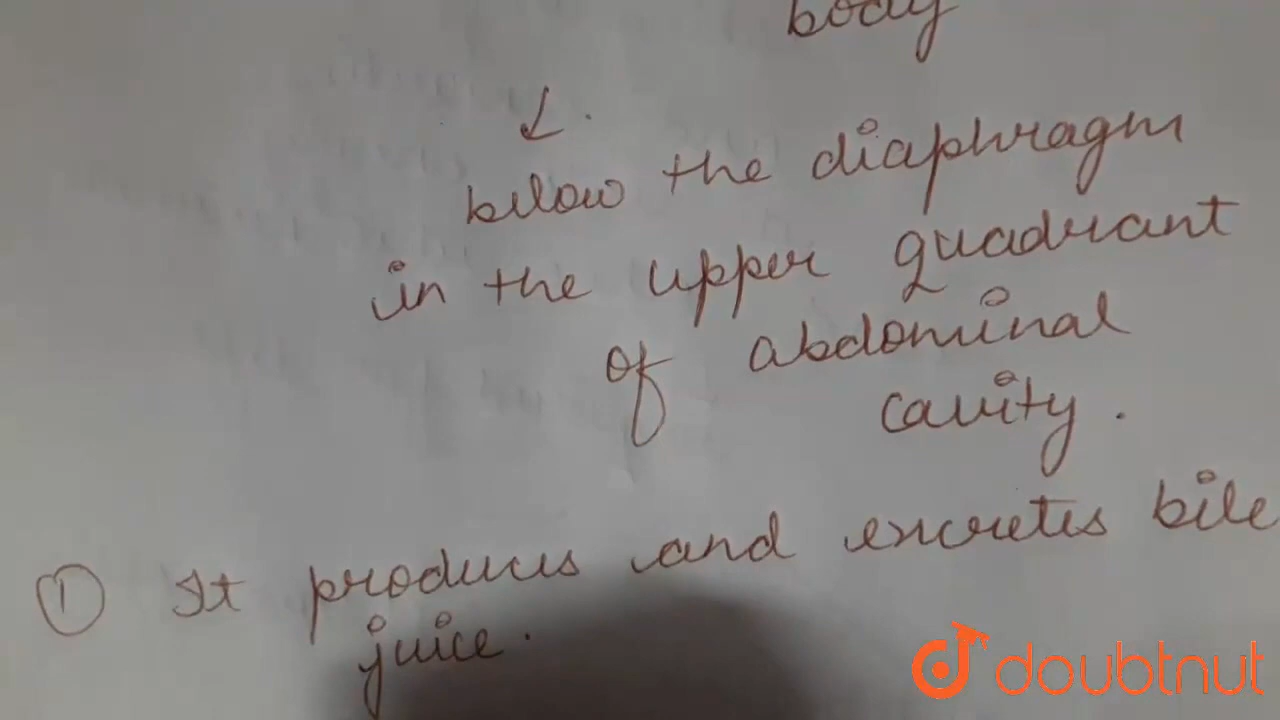 body
below the diaphragm
in the upper quadrant
of abdominal
cavity.
① It produces and excretes bile
juice.
doubtnut